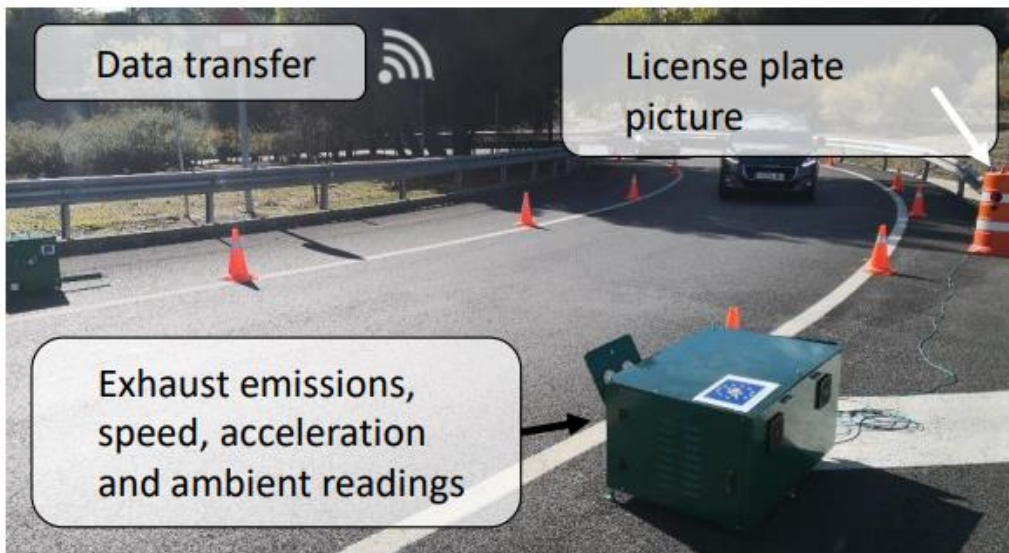 Data transfer
License plate
picture
Exhaust emissions,
speed, acceleration
and ambient readings